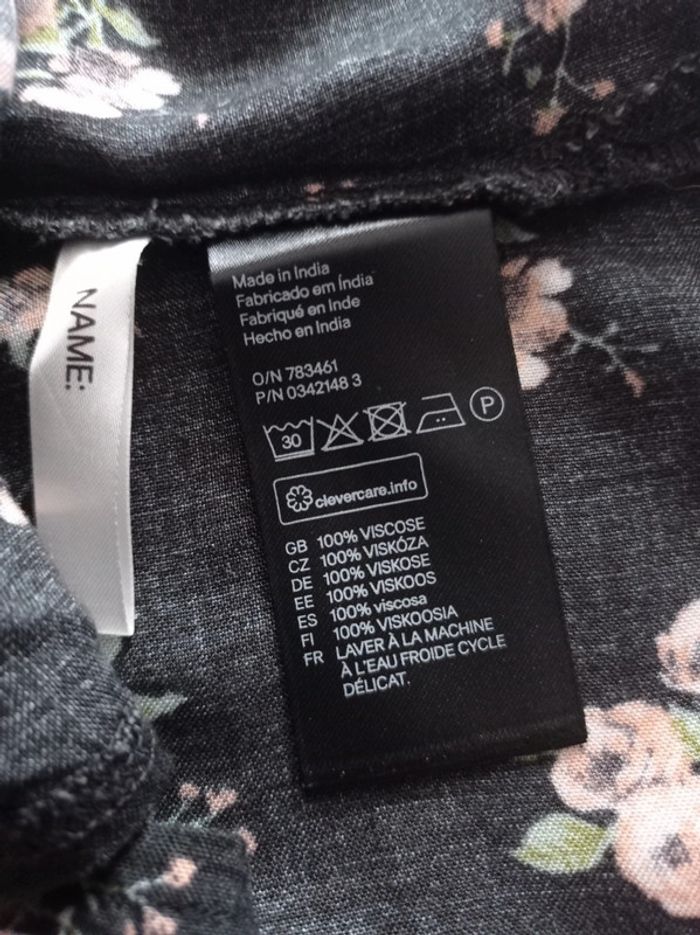 NAME:
Made in India
Fabricado em Índia
Fabriqué en Inde
Hecho en India
O/N 783461
P/N 0342148 3
30
P
clevercare.info
GB 100% VISCOSE
CZ 100% VISKÓZA
DE 100% VISKOSE
EE 100% VISKOOS
ES 100% viscosa
FI 100% VISKOOSIA
FR LAVER À LA MACHINE
À L'EAU FROIDE CYCLE
DÉLICAT.